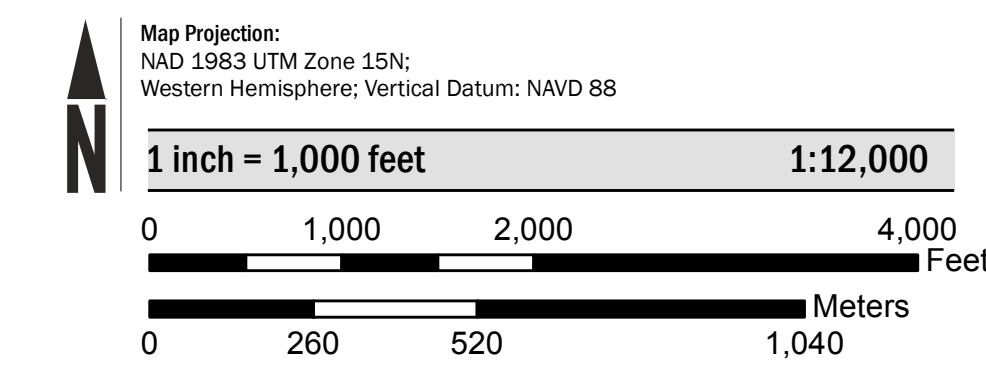 Map Projection:
NAD 1983 UTM Zone 15N;
Western Hemisphere; Vertical Datum: NAVD 88
N
1 inch = 1,000 feet 1:12,000
0 1,000 2,000 4,000
Feet
Meters
0 260 520 1,040